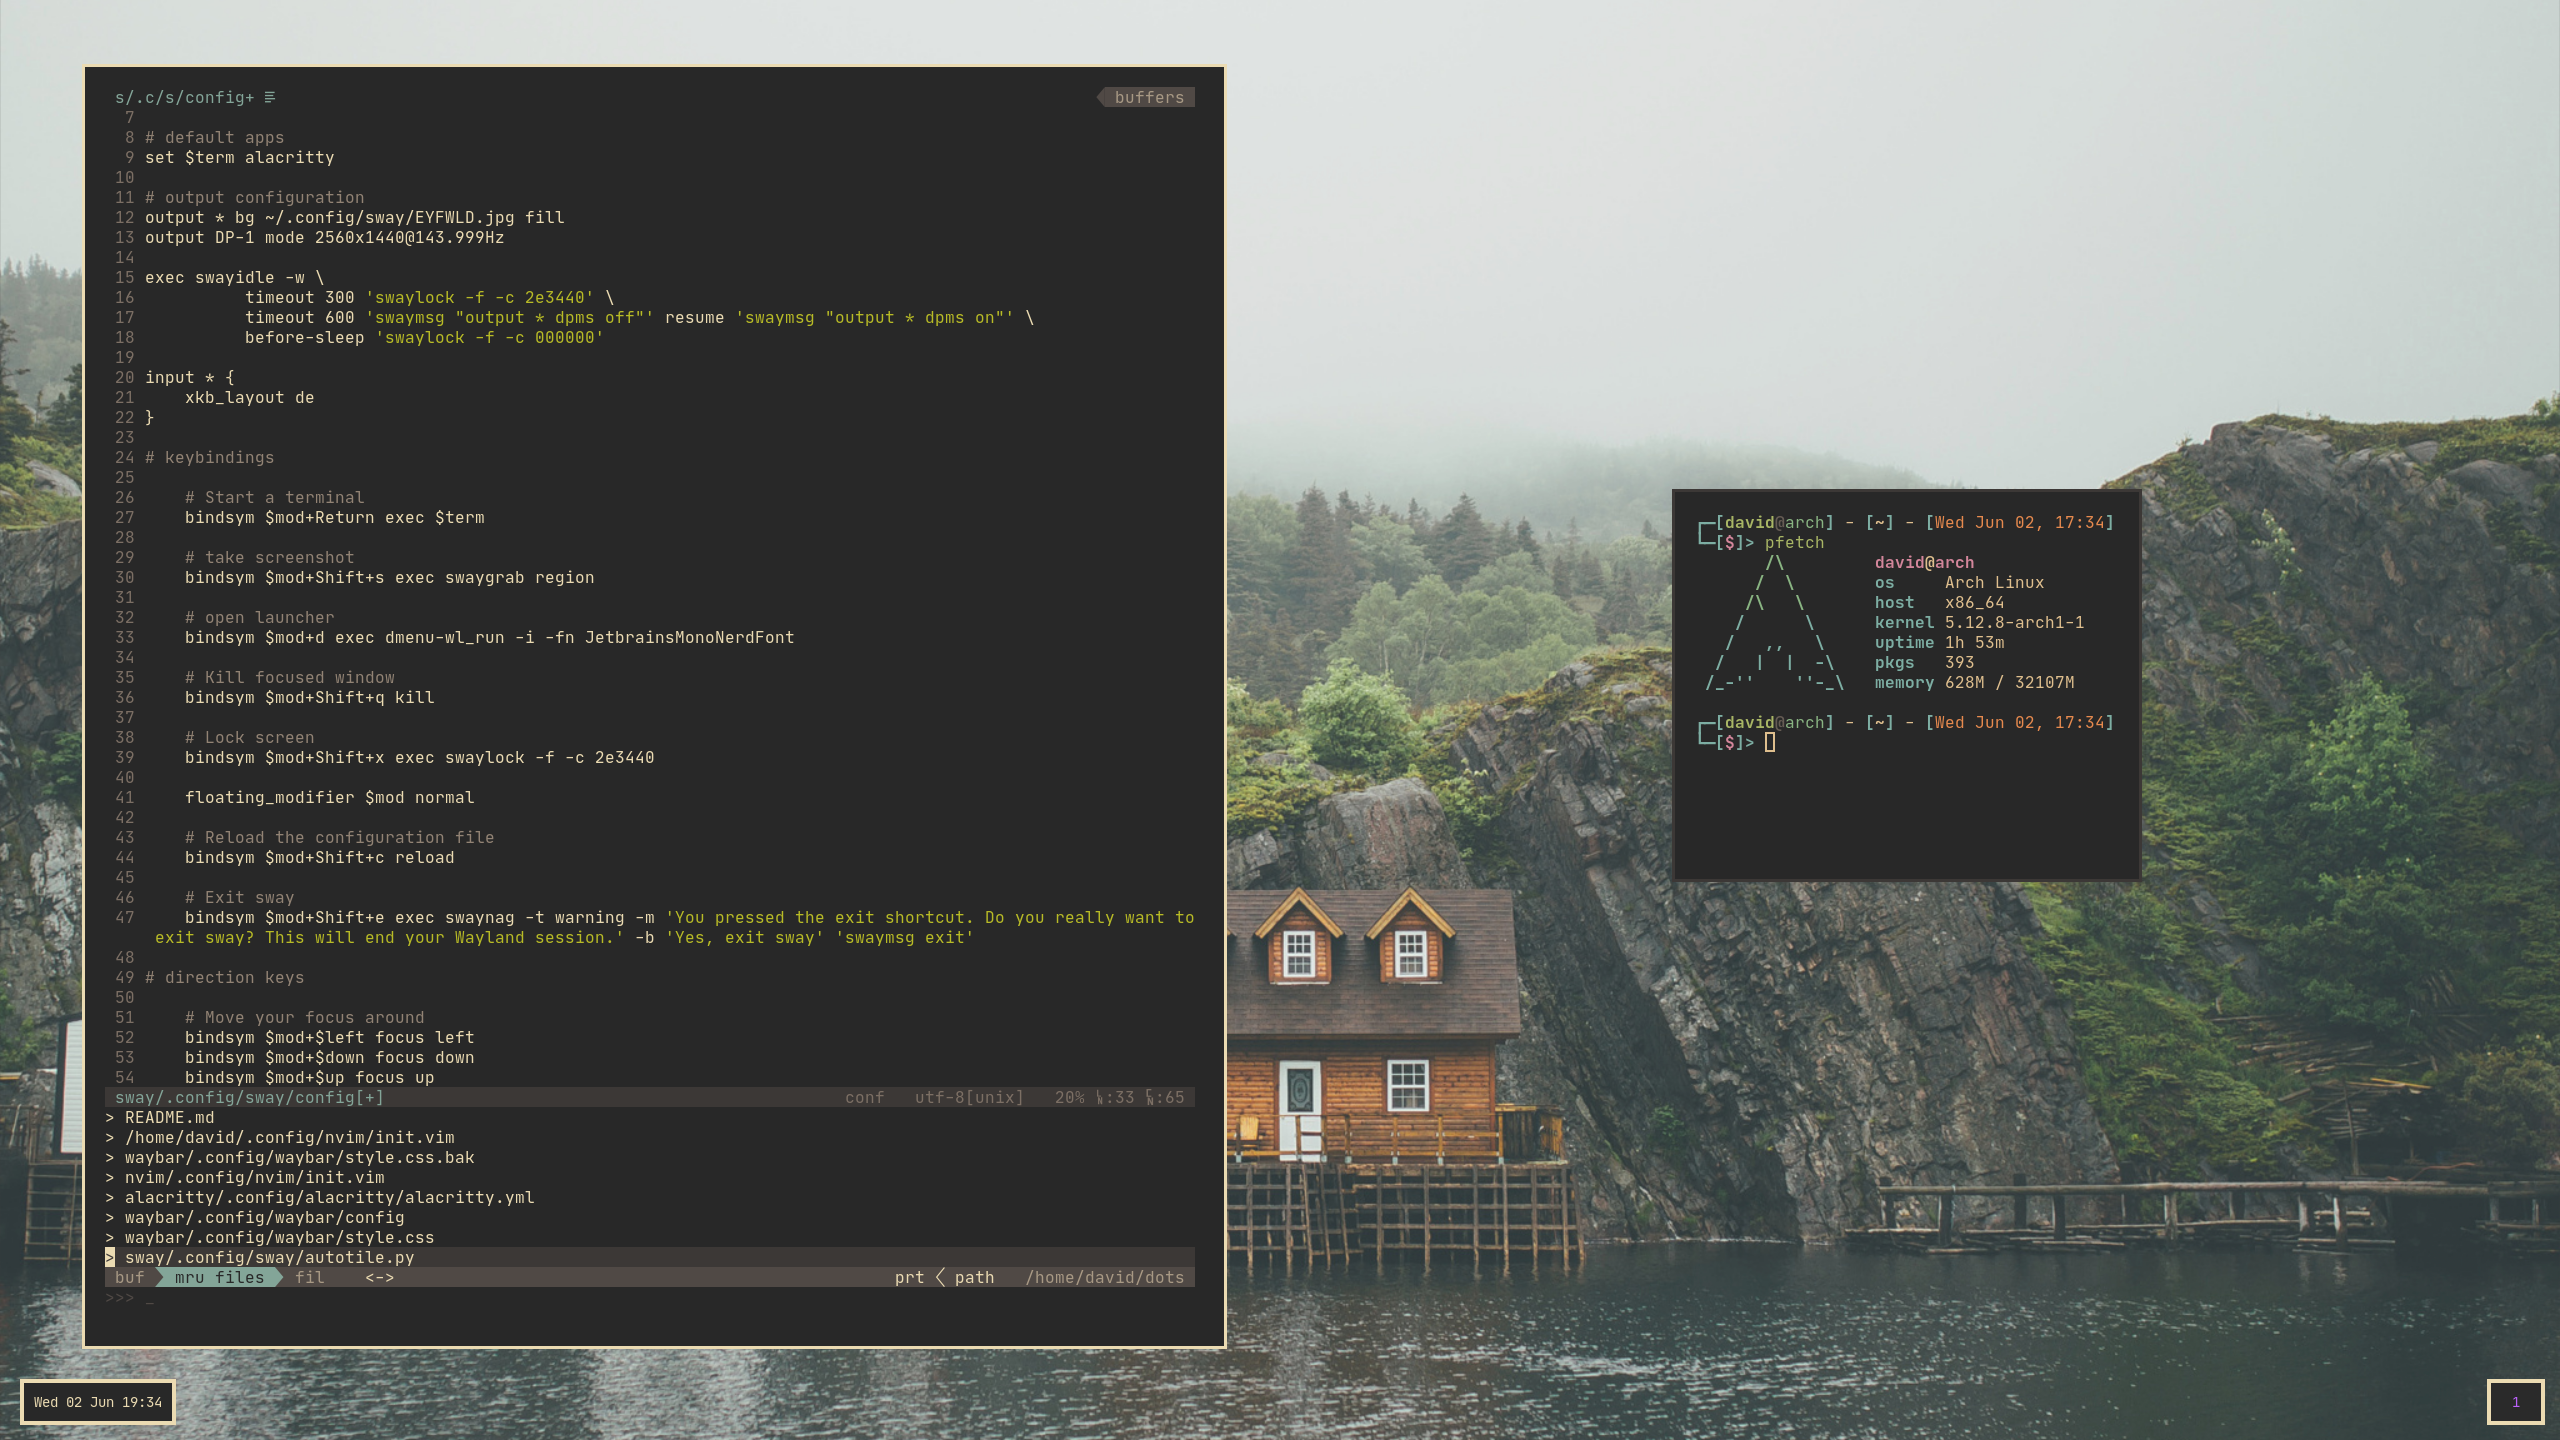 s/.c/s/config+ buffers
7
8 # default apps
9 set $term alacritty
10
11 # output configuration
12 output * bg ~/.config/sway/EYFWLD.jpg fill
13 output DP-1 mode 2560x1440@143.999Hz
14
15 exec swayidle -w \
16           timeout 300 'swaylock -f -c 2e3440' \
17           timeout 600 'swaymsg "output * dpms off"' resume 'swaymsg "output * dpms on"' \
18           before-sleep 'swaylock -f -c 000000'
19
20 input * {
21     xkb_layout de
22 }
23
24 # keybindings
25
26     # Start a terminal
27     bindsym $mod+Return exec $term
28
29     # take screenshot
30     bindsym $mod+Shift+s exec swaygrab region
31
32     # open launcher
33     bindsym $mod+d exec dmenu-wl_run -i -fn JetbrainsMonoNerdFont
34
35     # Kill focused window
36     bindsym $mod+Shift+q kill
37
38     # Lock screen
39     bindsym $mod+Shift+x exec swaylock -f -c 2e3440
40
41     floating_modifier $mod normal
42
43     # Reload the configuration file
44     bindsym $mod+Shift+c reload
45
46     # Exit sway
47     bindsym $mod+Shift+e exec swaynag -t warning -m 'You pressed the exit shortcut. Do you really want to
exit sway? This will end your Wayland session.' -b 'Yes, exit sway' 'swaymsg exit'
48
49 # direction keys
50
51     # Move your focus around
52     bindsym $mod+$left focus left
53     bindsym $mod+$down focus down
54     bindsym $mod+$up focus up
sway/.config/sway/config[+] conf utf-8[unix] 20% :33 :65
> README.md
> /home/david/.config/nvim/init.vim
> waybar/.config/waybar/style.css.bak
> nvim/.config/nvim/init.vim
> alacritty/.config/alacritty/alacritty.yml
> waybar/.config/waybar/config
> waybar/.config/waybar/style.css
> sway/.config/sway/autotile.py
buf mru files fil <-> prt path /home/david/dots
>>> _
┌─[david@arch] - [~] - [Wed Jun 02, 17:34]
└─[$]> pfetch
      /\         david@arch
     /  \        os     Arch Linux
    /\   \       host   x86_64
   /      \      kernel 5.12.8-arch1-1
  /   ,,   \     uptime 1h 53m
 /   |  |  -\    pkgs   393
/_-''    ''-_\   memory 628M / 32107M
┌─[david@arch] - [~] - [Wed Jun 02, 17:34]
└─[$]>
Wed 02 Jun 19:34
1